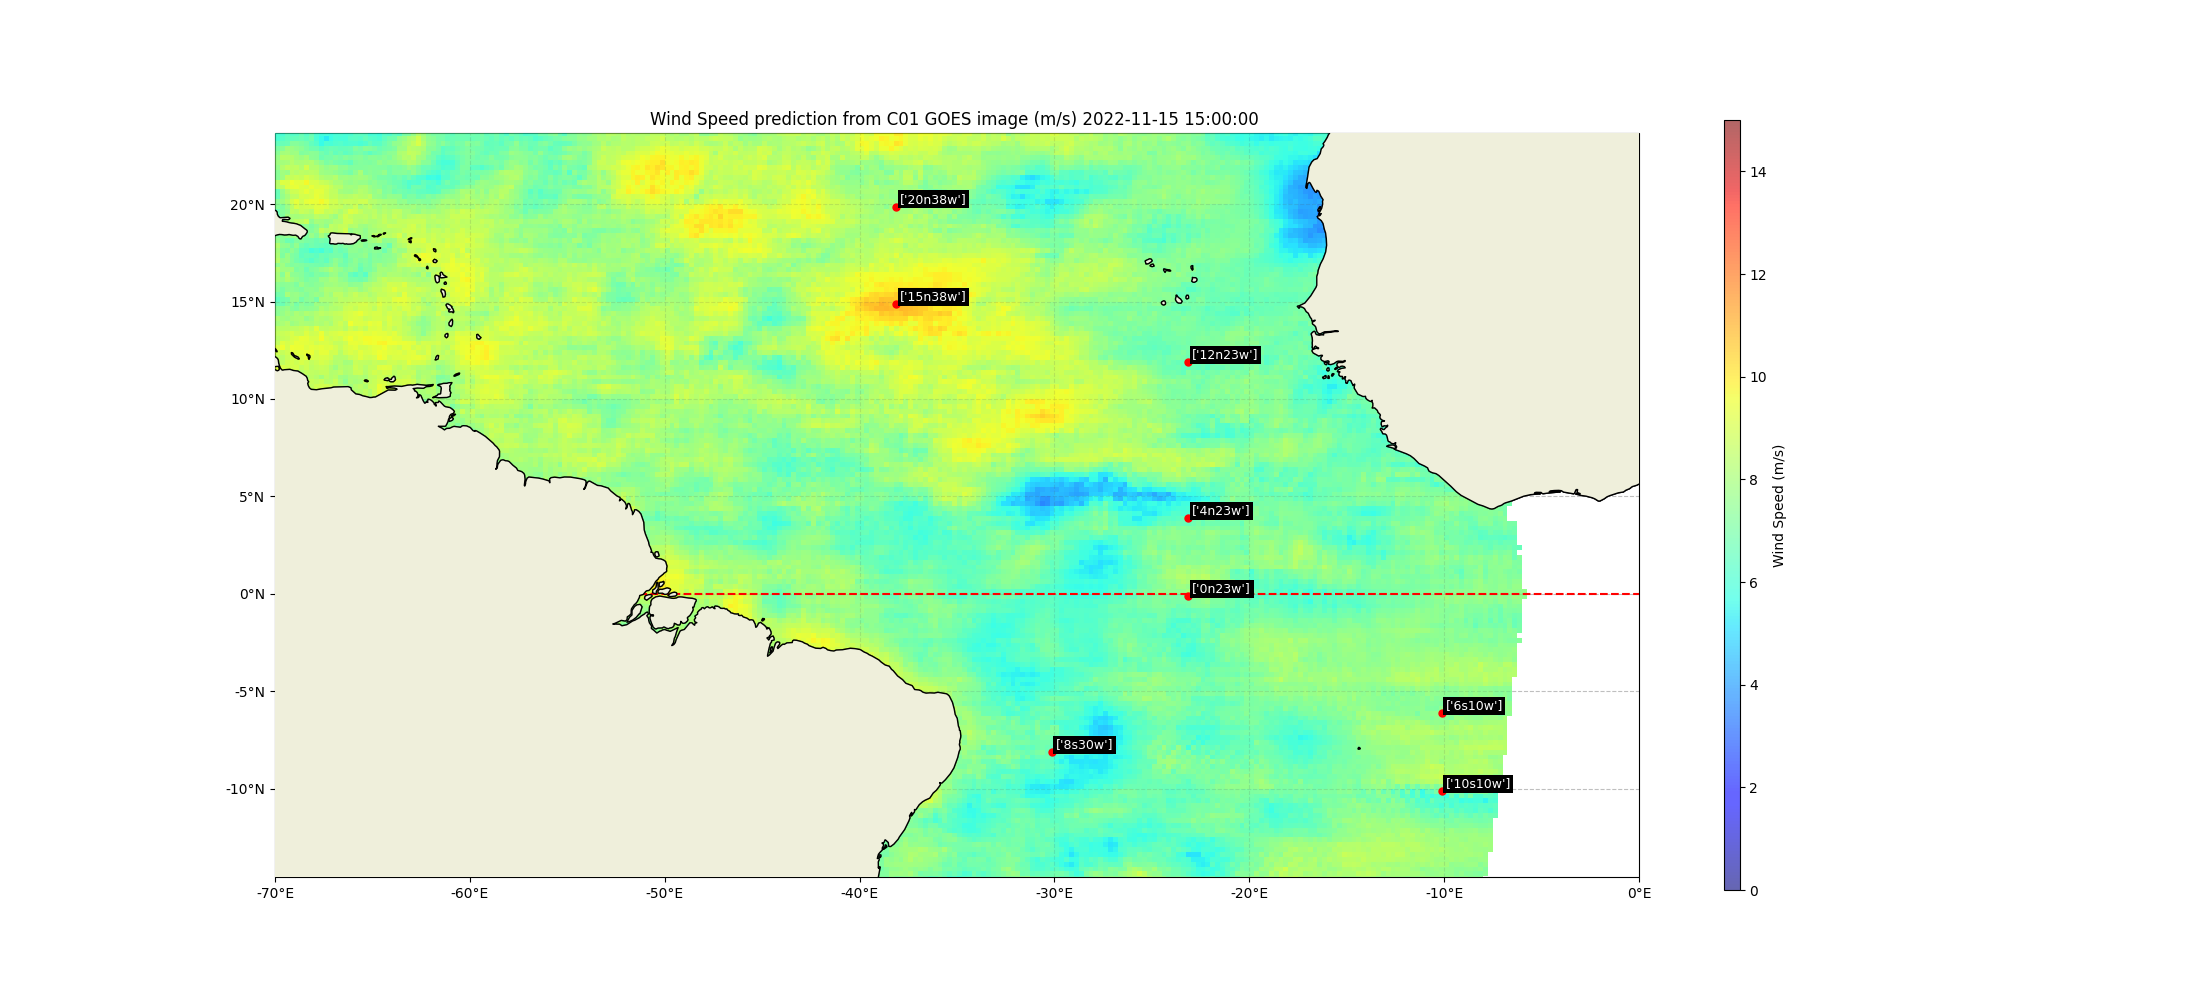 Wind Speed prediction from C01 GOES image (m/s) 2022-11-15 15:00:00
20°N
15°N
10°N
5°N
0°N
-5°N
-10°N
['20n38w']
['15n38w']
['12n23w']
['4n23w']
['0n23w']
['6s10w']
['8s30w']
['10s10w']
-70°E
-60°E
-50°E
-40°E
-30°E
-20°E
-10°E
0°E
14
12
10
8
6
4
2
0
Wind Speed (m/s)